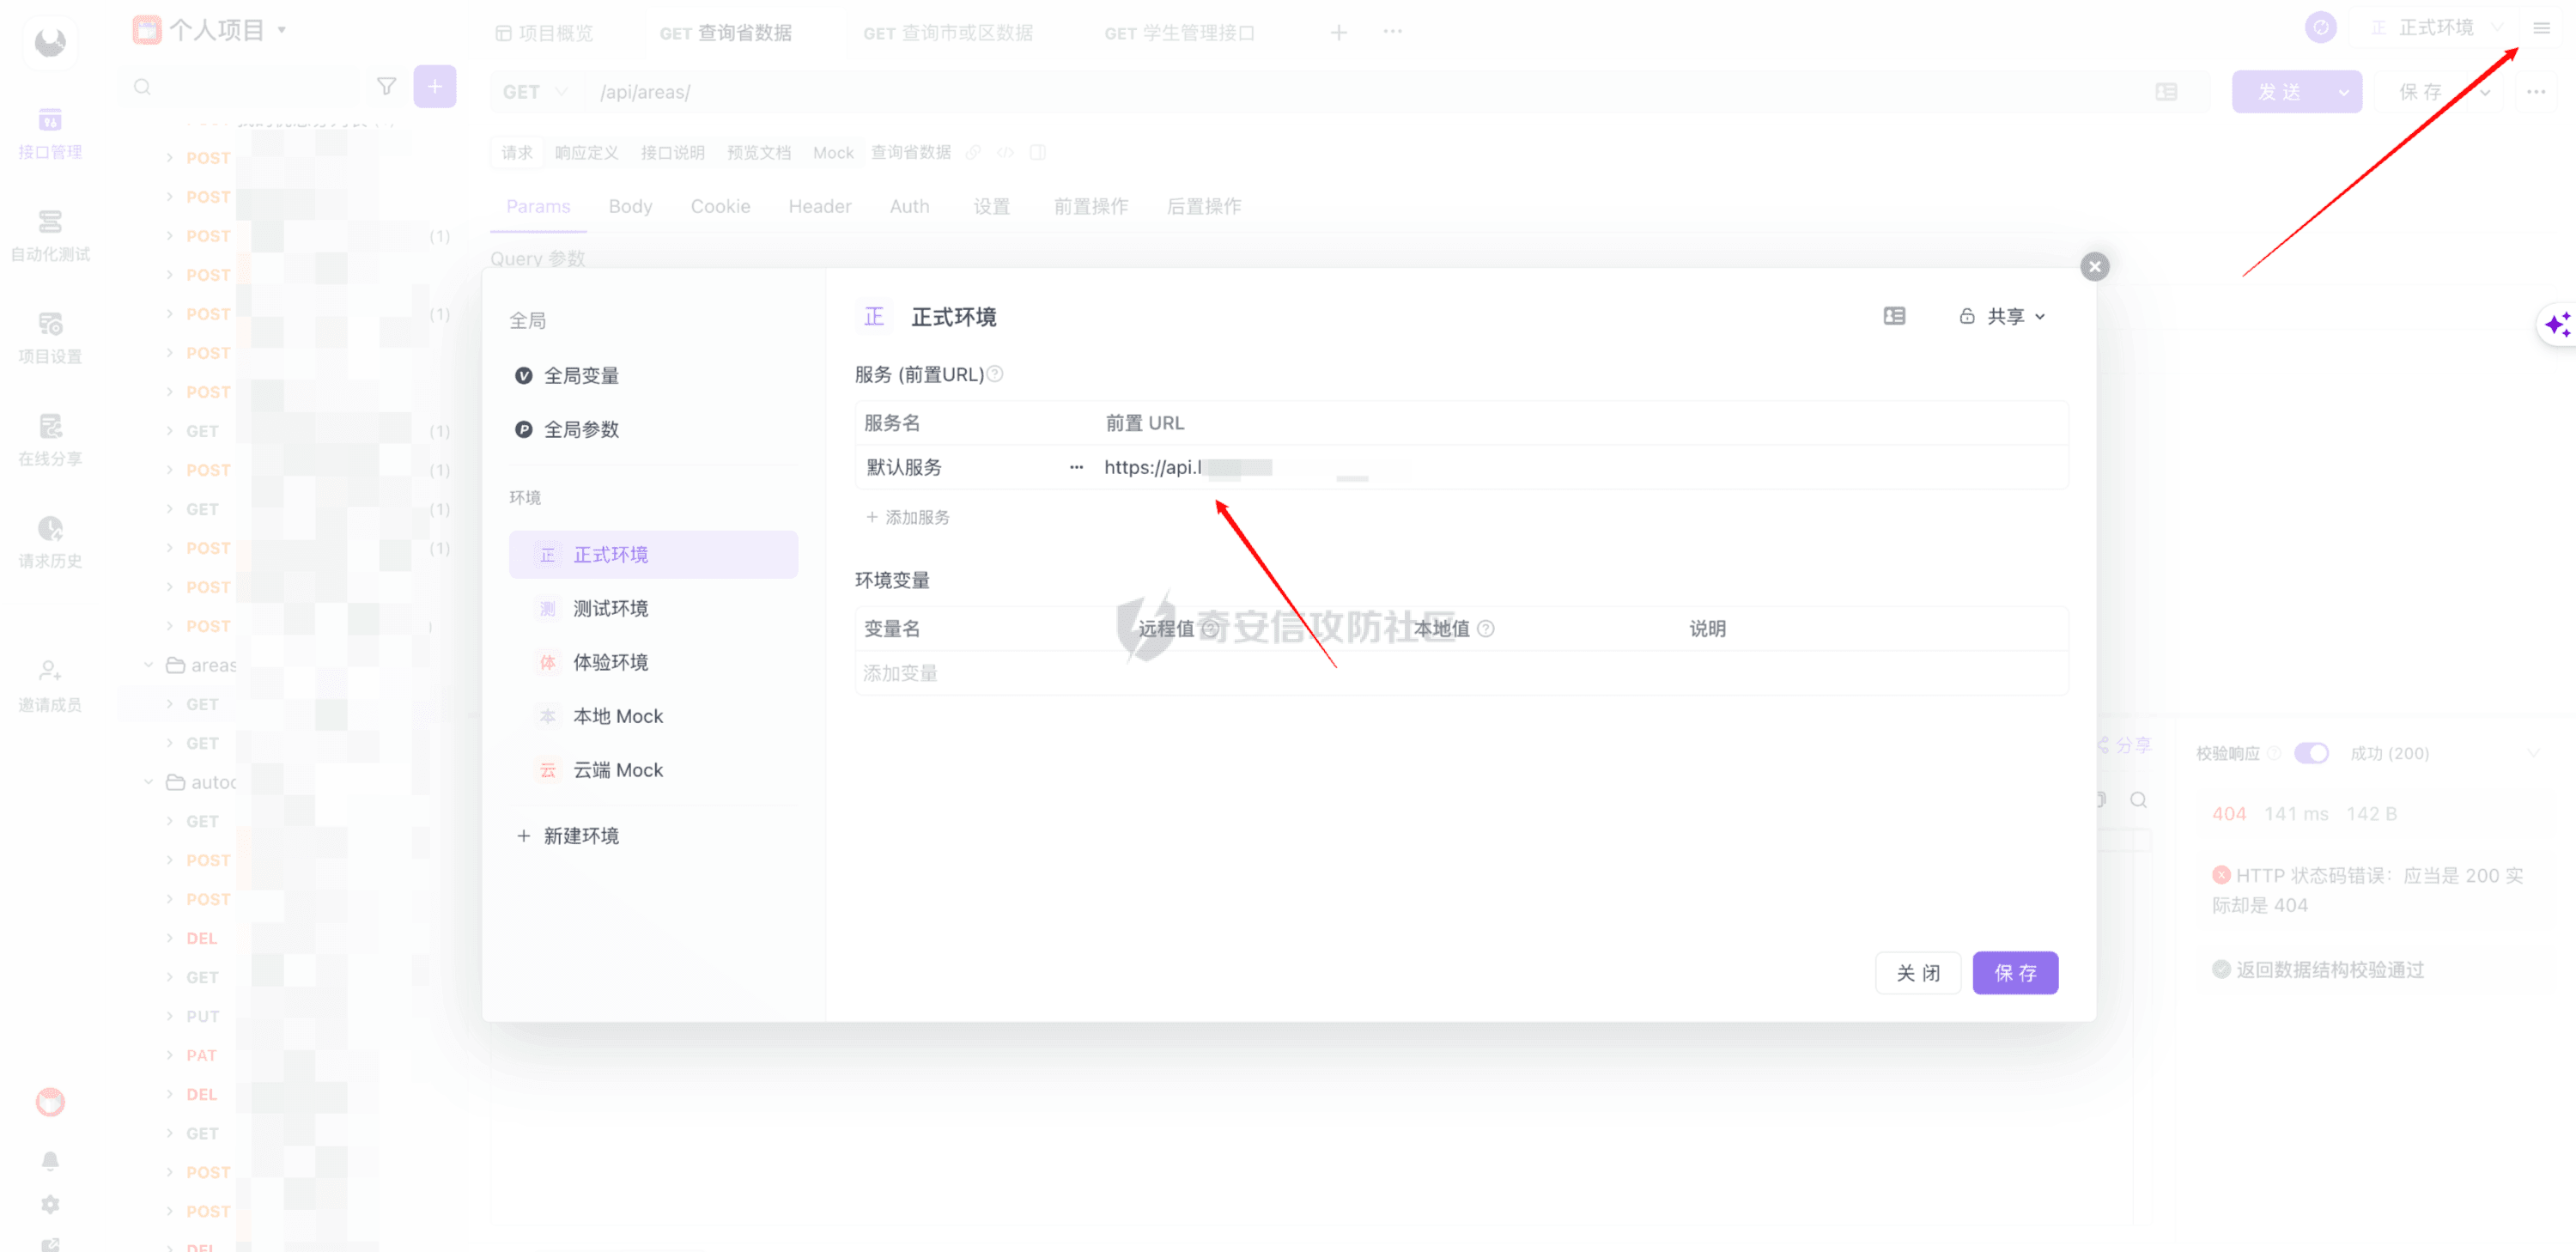 个人项目
项目概览
GET 查询省数据
GET 查询市或区数据
GET 学生管理接口
正 正式环境
GET
/api/areas/
发 送
保 存
接口管理
自动化测试
项目设置
在线分享
请求历史
邀请成员
POST
POST
POST (1)
POST
POST (1)
POST
POST
GET (1)
POST (1)
GET (1)
POST (1)
POST
POST
areas
GET
GET
GET
POST
POST
DEL
GET
PUT
PAT
DEL
GET
POST
POST
DEL
请求
响应定义
接口说明
预览文档
Mock
查询省数据
Params
Body
Cookie
Header
Auth
设置
前置操作
后置操作
Query 参数
全局
全局变量
全局参数
环境
正 正式环境
测 测试环境
体 体验环境
本 本地 Mock
云 云端 Mock
新建环境
正 正式环境
共享
服务 (前置URL)
服务名
前置 URL
默认服务
https://api.l
添加服务
环境变量
变量名
远程值
本地值
说明
奇安信攻防社区
添加变量
关 闭
保 存
分享
校验响应
成功 (200)
404 141 ms 142 B
HTTP 状态码错误：应当是 200 实
际却是 404
返回数据结构校验通过